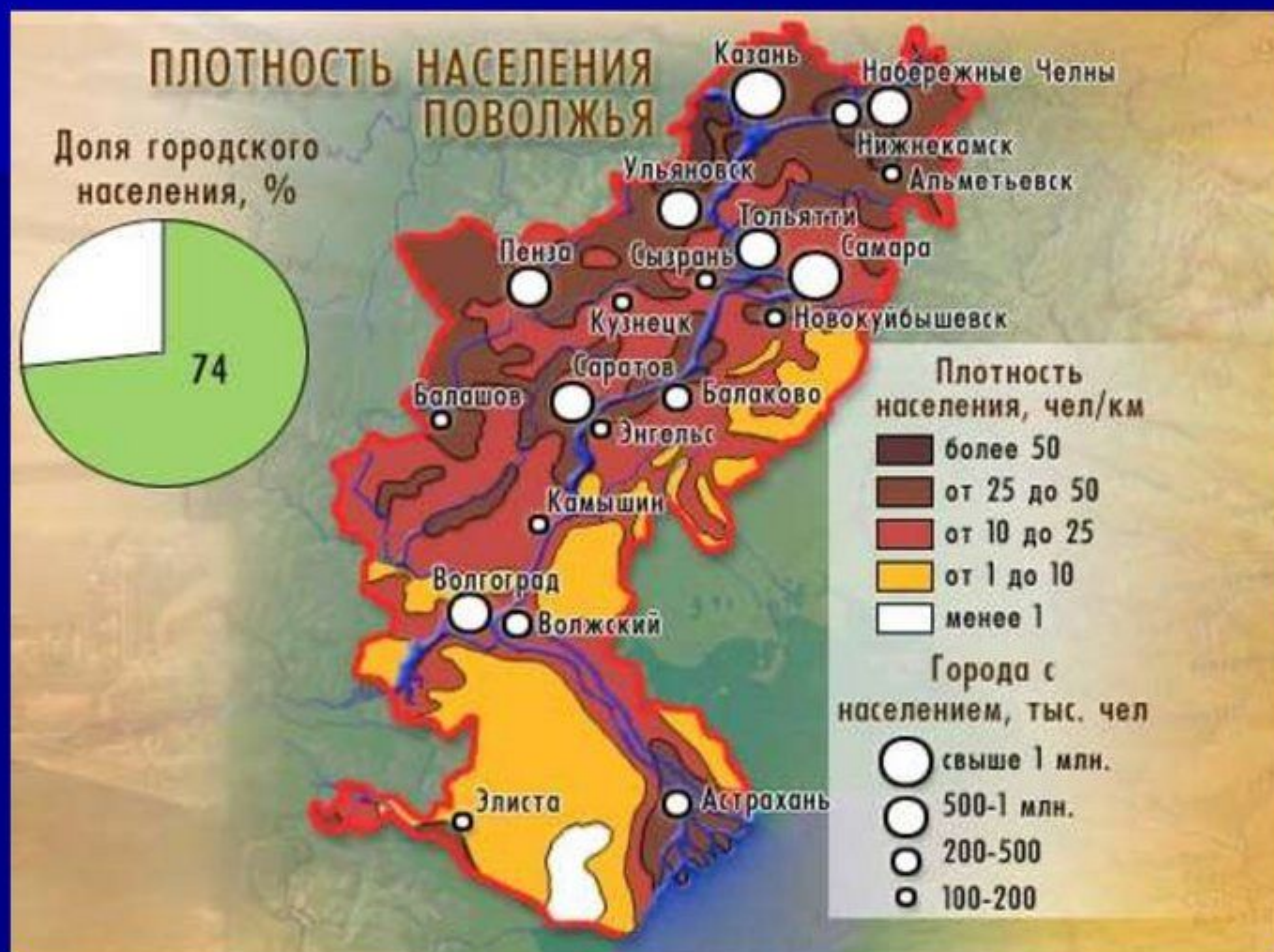 ПЛОТНОСТЬ НАСЕЛЕНИЯ
ПОВОЛЖЬЯ
Доля городского
населения, %
74
Казань
Набережные Челны
Нижнекамск
Альметьевск
Ульяновск
Тольятти
Самара
Сызрань
Пенза
Кузнецк
Новокуйбышевск
Саратов
Балаково
Балашов
Энгельс
Камышин
Волгоград
Волжский
Элиста
Астрахань
Плотность
населения, чел/км
более 50
от 25 до 50
от 10 до 25
от 1 до 10
менее 1
Города с
населением, тыс. чел
свыше 1 млн.
500-1 млн.
200-500
100-200